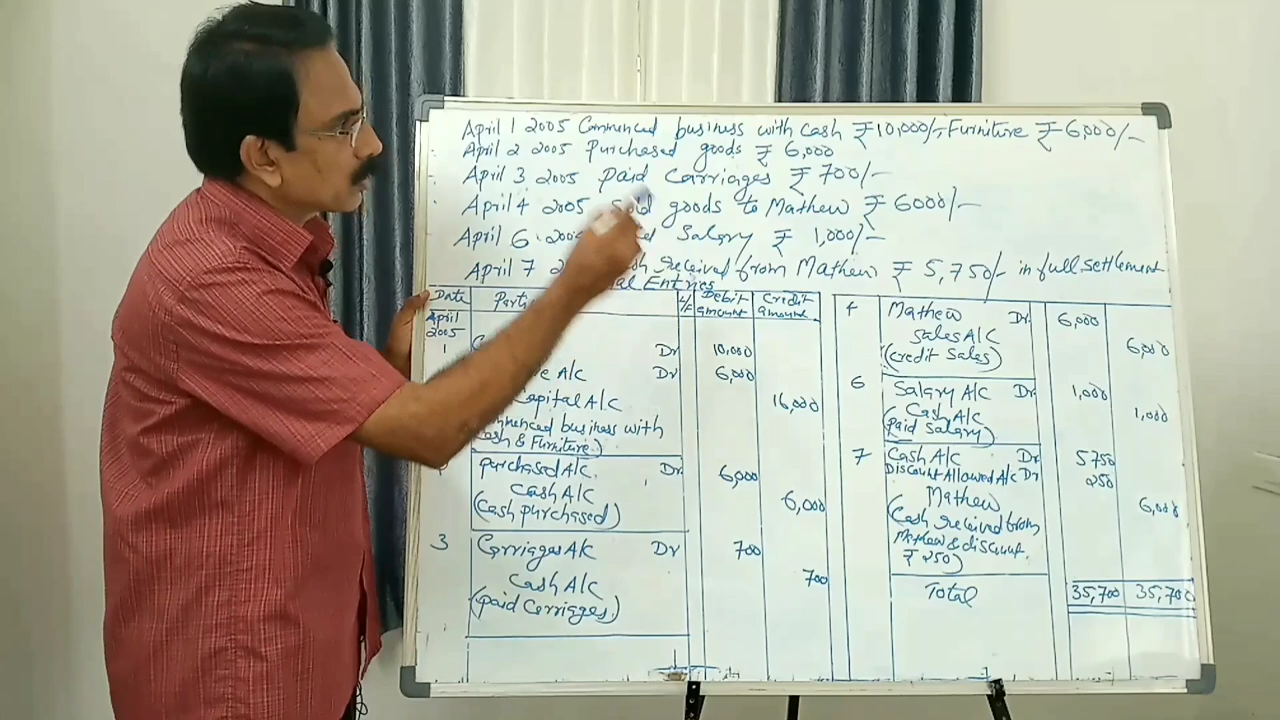 April 1 2005 Commenced business with cash ₹10,000/- Furniture ₹6,000/-
April 2 2005 Purchased goods ₹ 6,000
April 3 2005 Paid Carriages ₹ 700/-
April 4 2005 Sold goods to Mathew ₹ 6000/-
April 6 Salary ₹ 1,000/-
April 7 received from Mathew ₹ 5,750/- in full settlement
Entries
Date L/F Debit amount Credit amount
April 2005
1 Dr 10,000
A/C Dr 6,000
Capital A/C 16,000
business with
Cash & Furniture)
purchased A/C Dr 6,000
Cash A/C 6,000
(Cash purchased)
3 Carriages A/C Dr 700
Cash A/C 700
(paid Carriages)
4 Mathew Dr 6,000
Sales A/C 6,000
(credit Sales)
6 Salary A/C Dr 1,000
Cash A/C 1,000
(Paid Salary)
7 Cash A/C Dr 5750
Discount Allowed A/C Dr 250
Mathew 6,000
(Cash received from
Mathew & discount
₹ 250)
Total 35,700 35,700